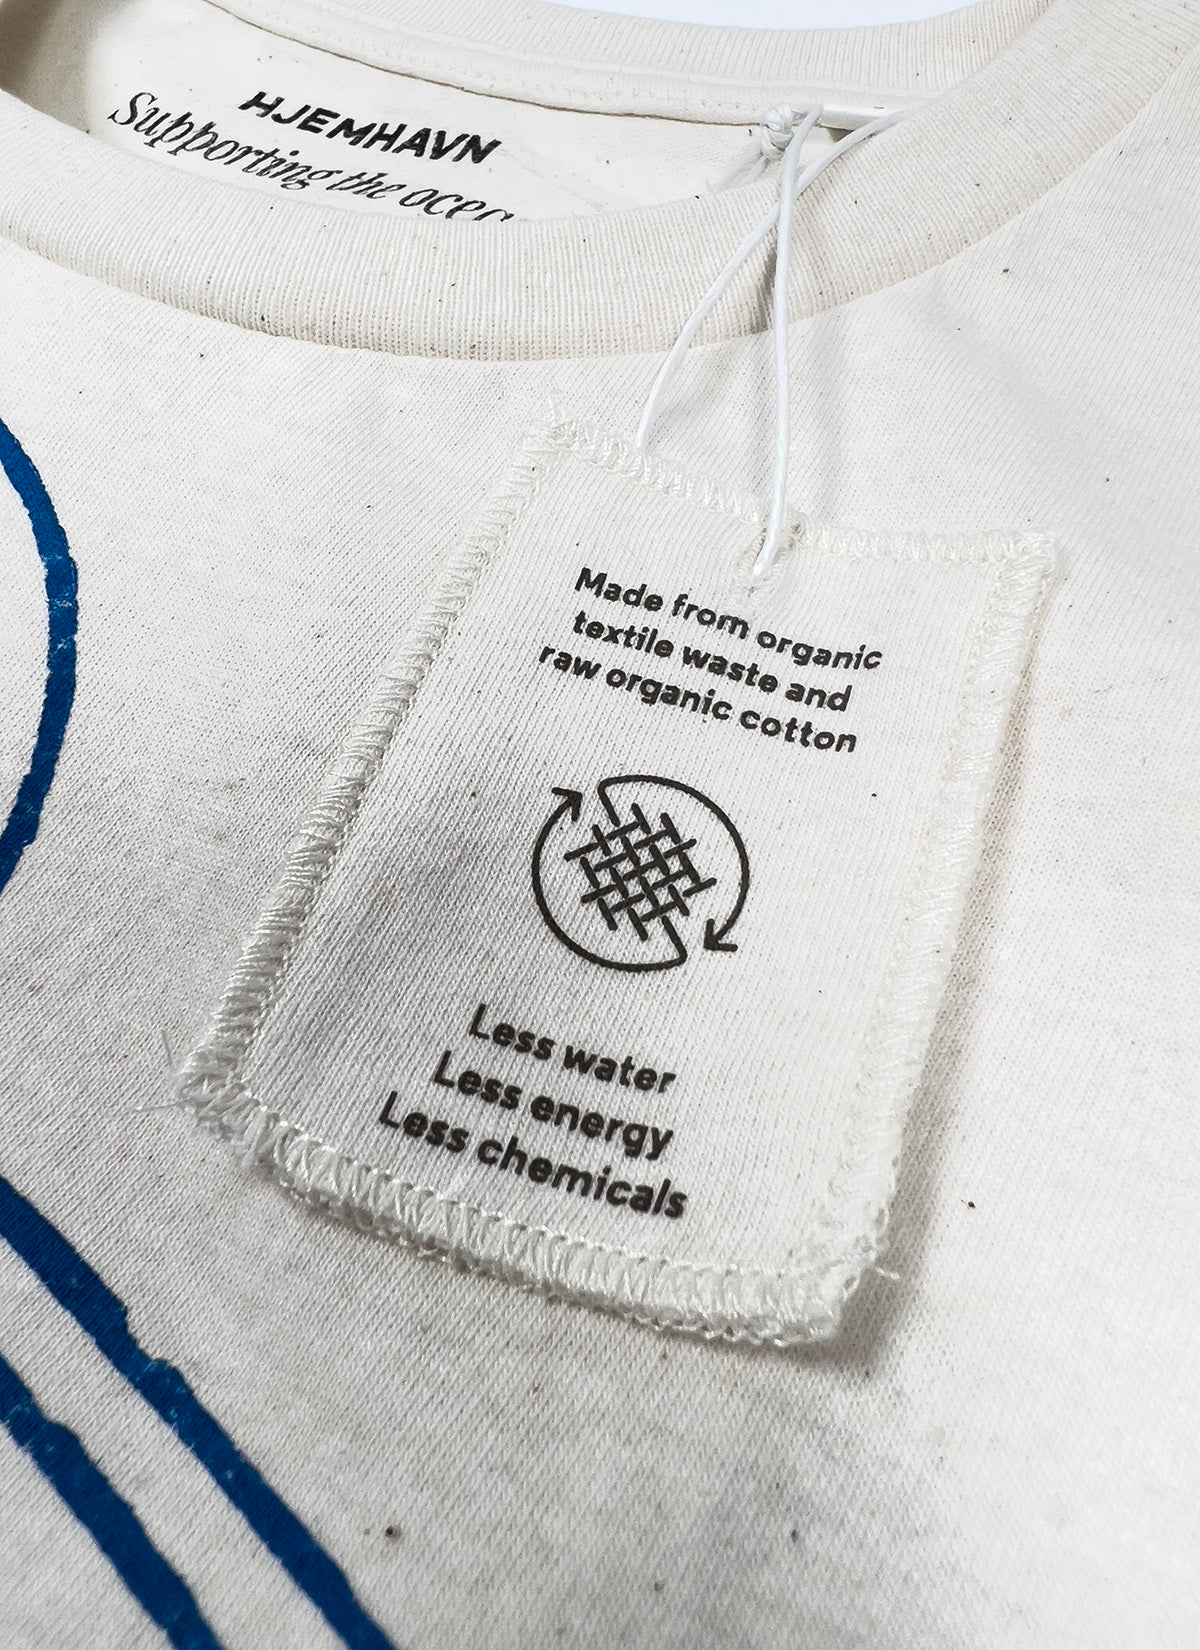 HJEMHAVN
Supporting the
Made from organic
textile waste and
raw organic cotton
Less water
Less energy
Less chemicals